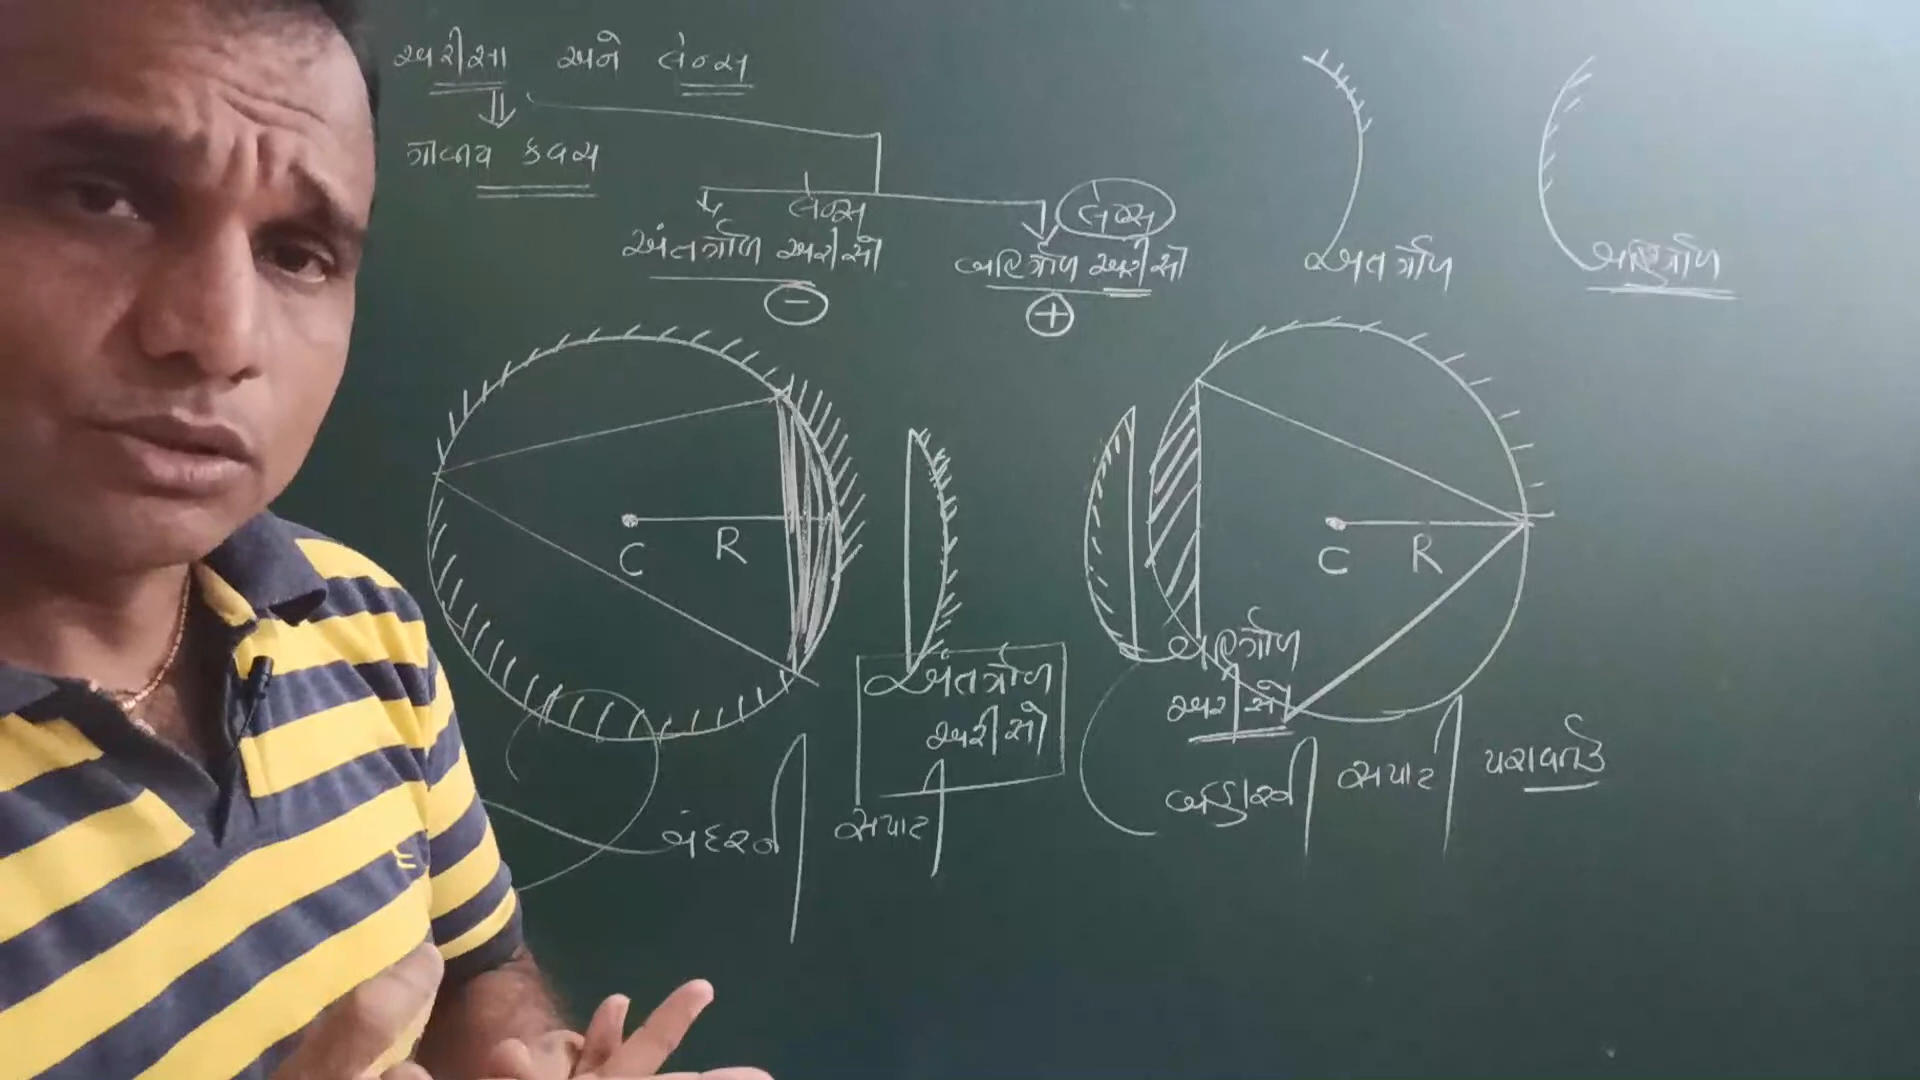 અરીસા અને લેન્સ
ગોળીય કવચ
લેન્સ
અંતર્ગોળ અરીસો
−
લેન્સ
બહિર્ગોળ અરીસો
+
અંતર્ગોળ
બહિર્ગોળ
C R
C R
અંતર્ગોળ
અરીસો
બહિર્ગોળ
અરીસો
અંદરની સપાટી
બહારની સપાટી પરાવર્તક